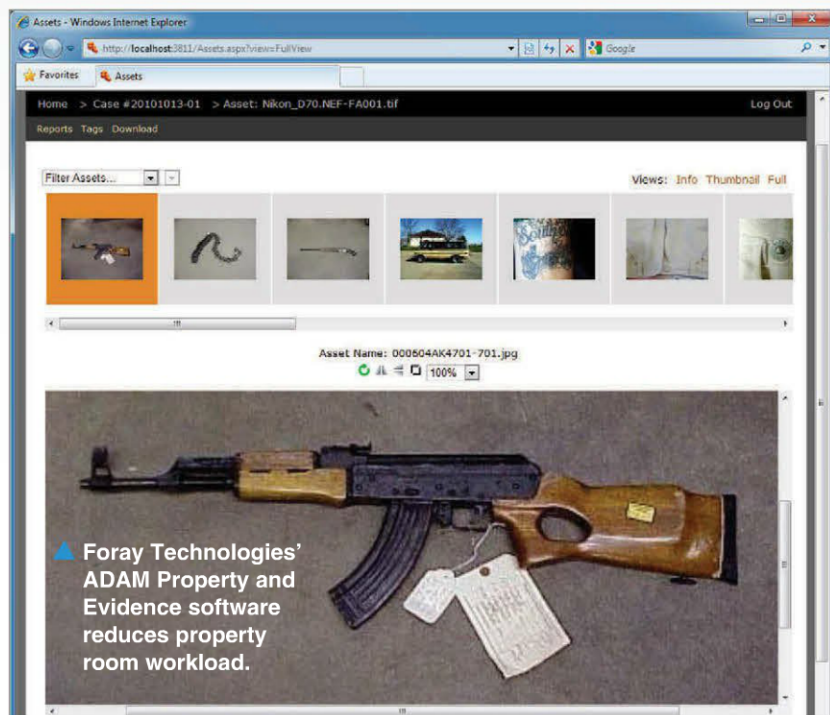 Assets - Windows Internet Explorer
http://localhost:3811/Assets.aspx?view=FullView
Google
Favorites
Assets
Home > Case #20101013-01 > Asset: Nikon_D70.NEF-FA001.tif
Log Out
Reports Tags Download
Filter Assets...
Views: Info Thumbnail Full
Asset Name: 000604AK4701-701.jpg
100%
Foray Technologies’
ADAM Property and
Evidence software
reduces property
room workload.